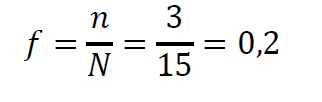 f = n/N = 3/15 = 0,2